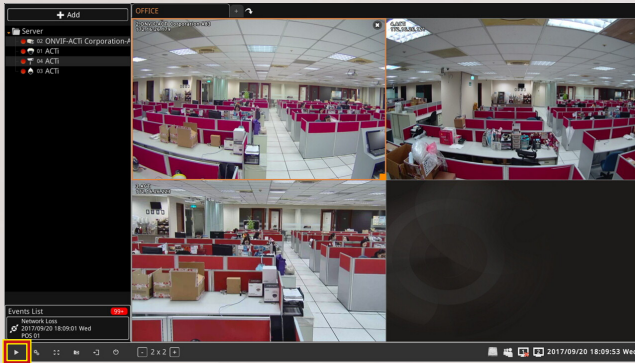 + Add
OFFICE
Server
02 ONVIF-ACTi Corporation-A
01 ACTi
04 ACTi
03 ACTi
Events List 99+
Network Loss
2017/09/20 18:09:01 Wed
POS 01
- 2 x 2 +
2017/09/20 18:09:53 Wed